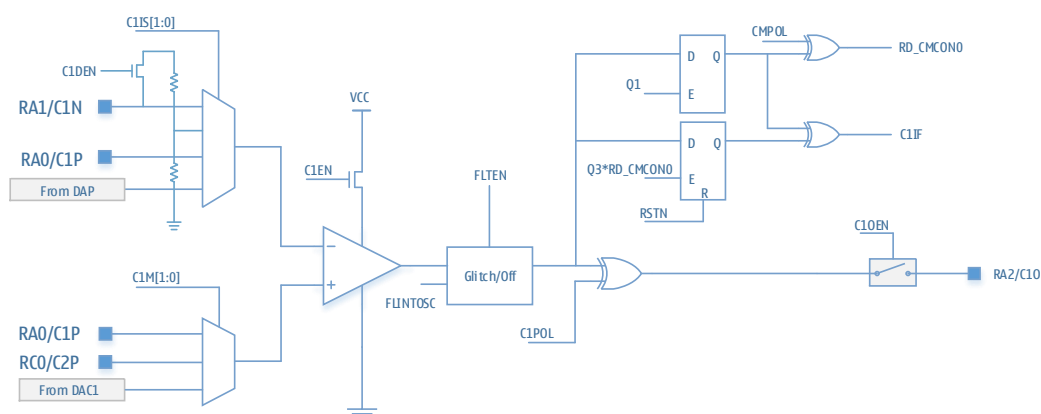 C1IS[1:0]
C1DEN
RA1/C1N
RA0/C1P
From DAP
C1M[1:0]
RA0/C1P
RC0/C2P
From DAC1
VCC
C1EN
−
+
FLTEN
Glitch/Off
FLINTOSC
C1POL
D Q
Q1
E
D Q
Q3*RD_CMCON0
E
R
RSTN
CMPOL
RD_CMCON0
C1IF
C1OEN
RA2/C1O